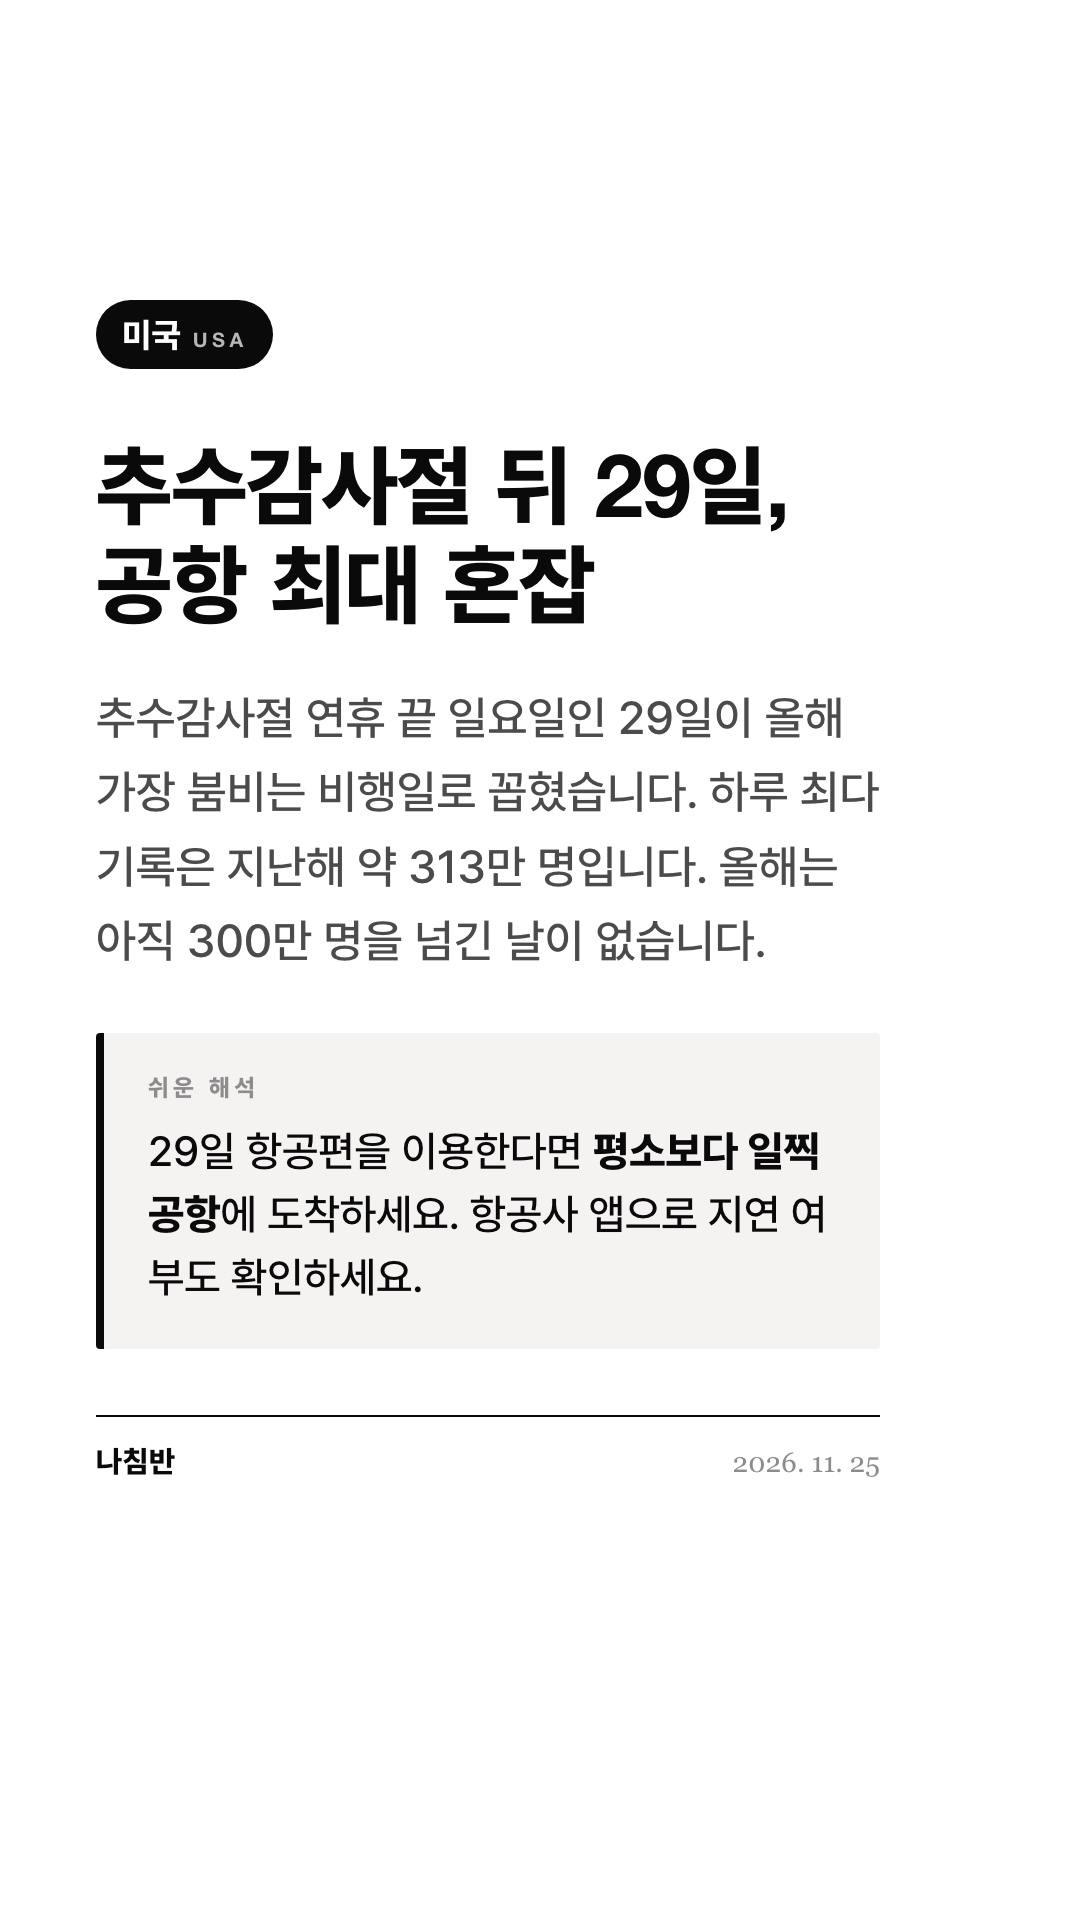 미국 USA
추수감사절 뒤 29일,
공항 최대 혼잡
추수감사절 연휴 끝 일요일인 29일이 올해
가장 붐비는 비행일로 꼽혔습니다. 하루 최다
기록은 지난해 약 313만 명입니다. 올해는
아직 300만 명을 넘긴 날이 없습니다.
쉬운 해석
29일 항공편을 이용한다면 평소보다 일찍
공항에 도착하세요. 항공사 앱으로 지연 여
부도 확인하세요.
나침반
2026. 11. 25